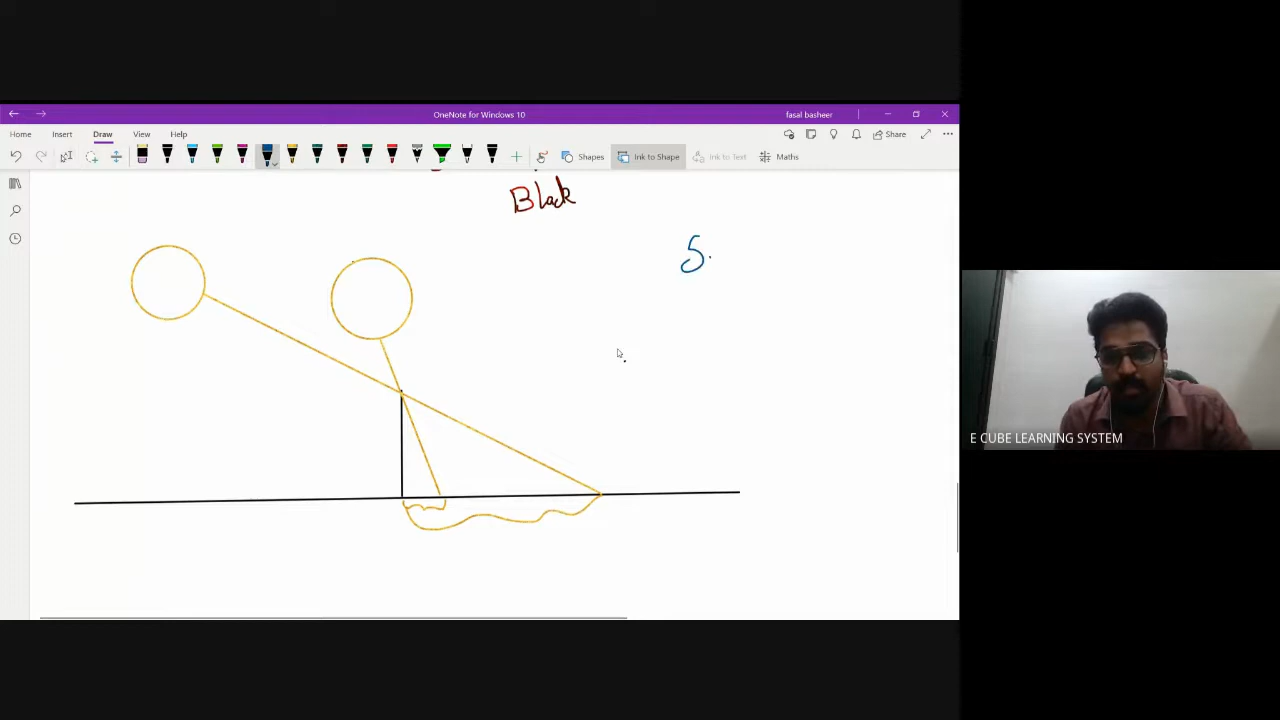 OneNote for Windows 10
fasal basheer
Home Insert Draw View Help
Share
Shapes
Ink to Shape
Ink to Text
Maths
Black
5.
E CUBE LEARNING SYSTEM